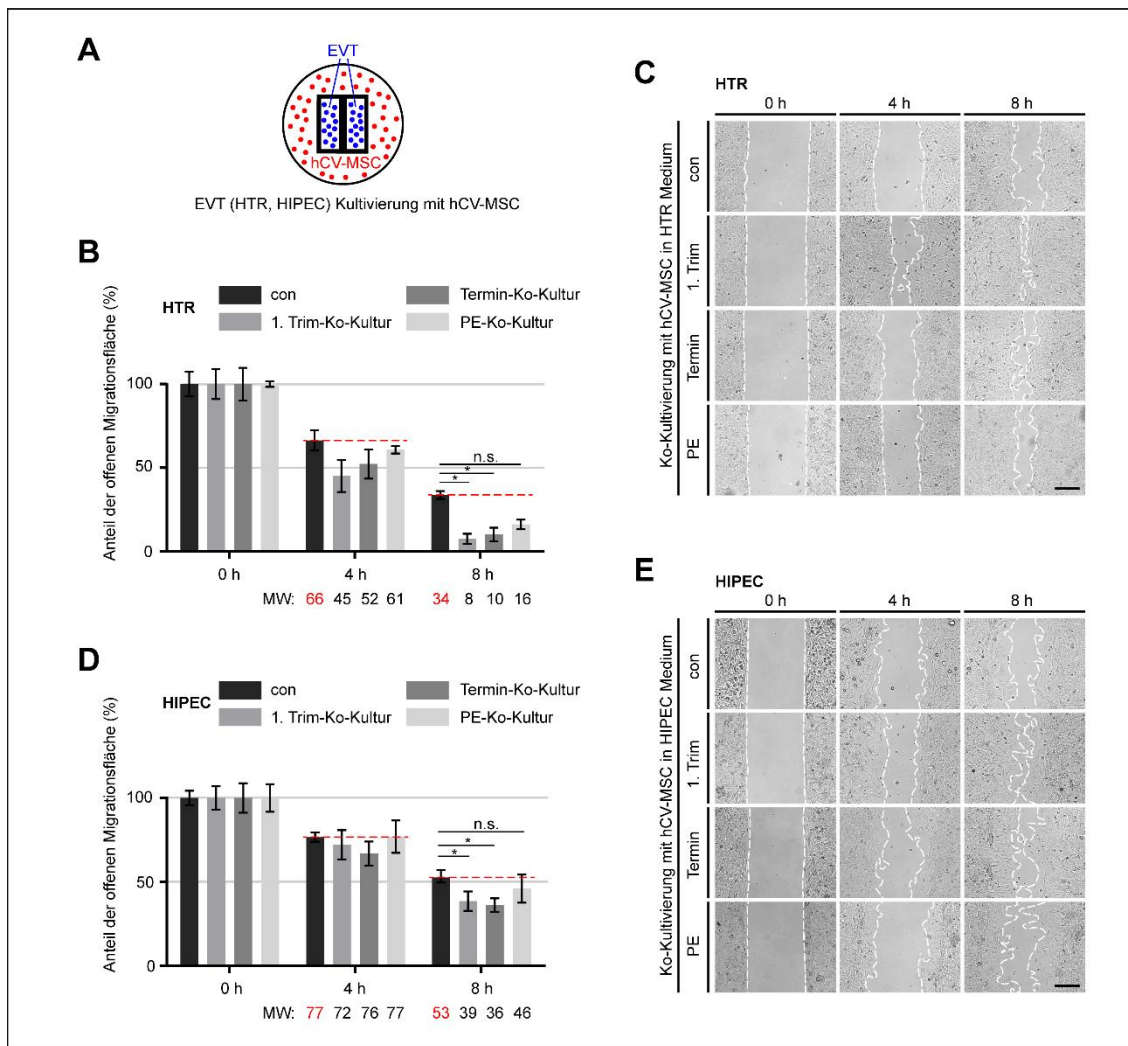 A
EVT
hCV-MSC
EVT (HTR, HIPEC) Kultivierung mit hCV-MSC
B
Anteil der offenen Migrationsfläche (%)
HTR
con
Termin-Ko-Kultur
1. Trim-Ko-Kultur
PE-Ko-Kultur
100
50
0
n.s.
*
*
0 h
4 h
8 h
MW: 66 45 52 61 34 8 10 16
C
HTR
0 h 4 h 8 h
Ko-Kultivierung mit hCV-MSC in HTR Medium
con
1. Trim
Termin
PE
D
Anteil der offenen Migrationsfläche (%)
HIPEC
con
Termin-Ko-Kultur
1. Trim-Ko-Kultur
PE-Ko-Kultur
100
50
0
n.s.
*
*
0 h
4 h
8 h
MW: 77 72 76 77 53 39 36 46
E
HIPEC
0 h 4 h 8 h
Ko-Kultivierung mit hCV-MSC in HIPEC Medium
con
1. Trim
Termin
PE